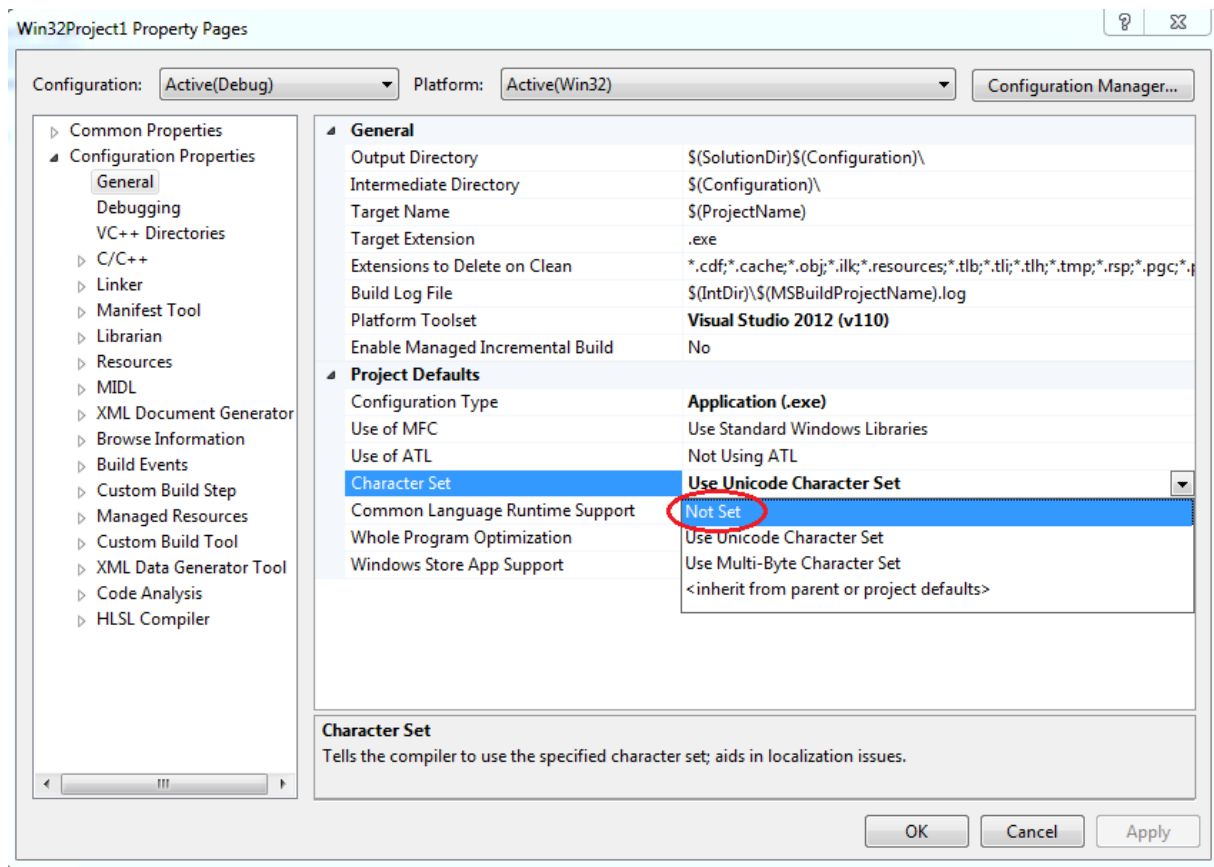 Win32Project1 Property Pages
Configuration: Active(Debug) Platform: Active(Win32) Configuration Manager...
Common Properties
Configuration Properties
General
Debugging
VC++ Directories
C/C++
Linker
Manifest Tool
Librarian
Resources
MIDL
XML Document Generator
Browse Information
Build Events
Custom Build Step
Managed Resources
Custom Build Tool
XML Data Generator Tool
Code Analysis
HLSL Compiler
General
Output Directory $(SolutionDir)$(Configuration)\
Intermediate Directory $(Configuration)\
Target Name $(ProjectName)
Target Extension .exe
Extensions to Delete on Clean *.cdf;*.cache;*.obj;*.ilk;*.resources;*.tlb;*.tli;*.tlh;*.tmp;*.rsp;*.pgc;*.p
Build Log File $(IntDir)\$(MSBuildProjectName).log
Platform Toolset Visual Studio 2012 (v110)
Enable Managed Incremental Build No
Project Defaults
Configuration Type Application (.exe)
Use of MFC Use Standard Windows Libraries
Use of ATL Not Using ATL
Character Set Use Unicode Character Set
Common Language Runtime Support Not Set
Whole Program Optimization Use Unicode Character Set
Windows Store App Support Use Multi-Byte Character Set
<inherit from parent or project defaults>
Character Set
Tells the compiler to use the specified character set; aids in localization issues.
OK Cancel Apply